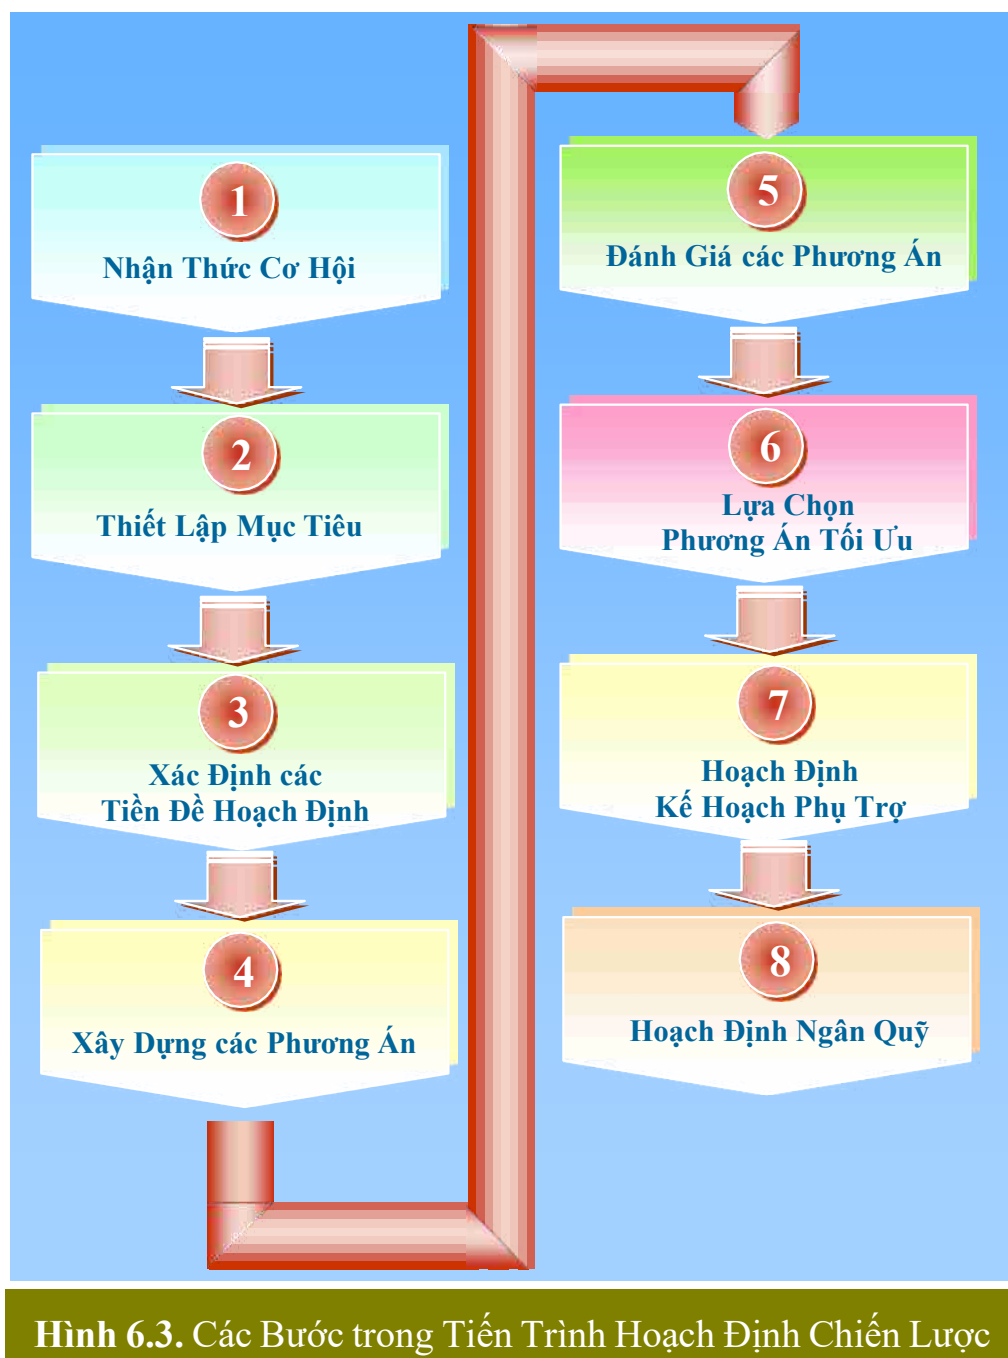 1
Nhận Thức Cơ Hội
2
Thiết Lập Mục Tiêu
3
Xác Định các
Tiền Đề Hoạch Định
4
Xây Dựng các Phương Án
5
Đánh Giá các Phương Án
6
Lựa Chọn
Phương Án Tối Ưu
7
Hoạch Định
Kế Hoạch Phụ Trợ
8
Hoạch Định Ngân Quỹ
Hình 6.3. Các Bước trong Tiến Trình Hoạch Định Chiến Lược